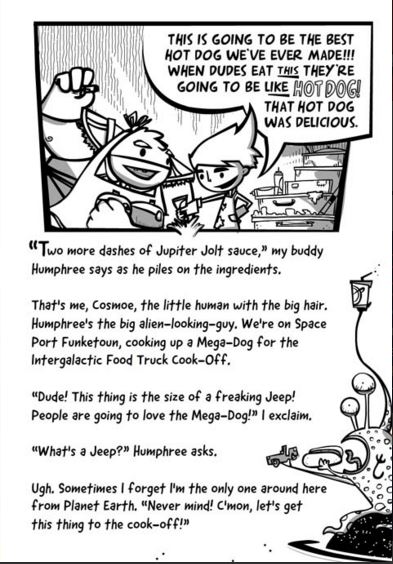 THIS IS GOING TO BE THE BEST
HOT DOG WE'VE EVER MADE!!!
WHEN DUDES EAT THIS THEY'RE
GOING TO BE LIKE HOT DOG!
THAT HOT DOG
WAS DELICIOUS.
"Two more dashes of Jupiter Jolt sauce," my buddy
Humphree says as he piles on the ingredients.
That's me, Cosmoe, the little human with the big hair.
Humphree's the big alien-looking-guy. We're on Space
Port Funketoun, cooking up a Mega-Dog for the
Intergalactic Food Truck Cook-Off.
"Dude! This thing is the size of a freaking Jeep!
People are going to love the Mega-Dog!" I exclaim.
"What's a Jeep?" Humphree asks.
Ugh. Sometimes I forget I'm the only one around here
from Planet Earth. "Never mind! C'mon, let's get
this thing to the cook-off!"